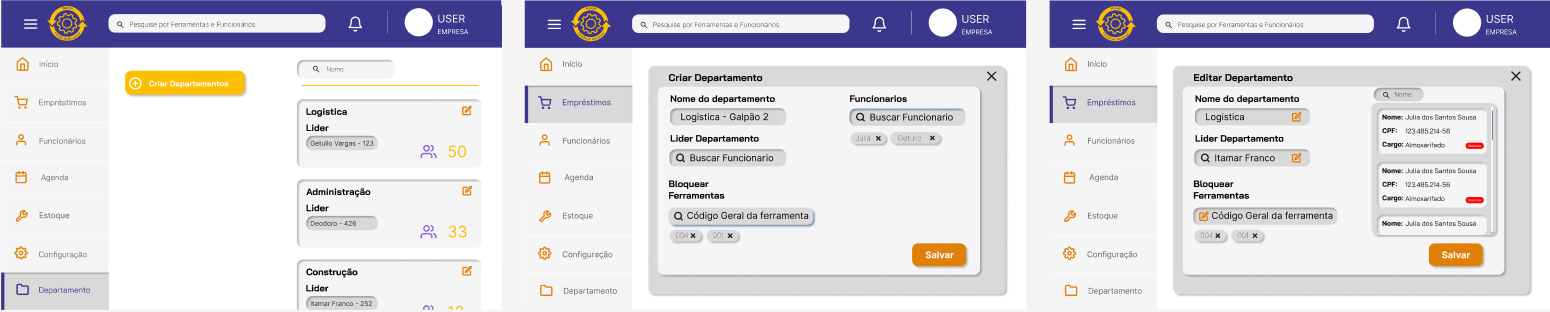 Pesquise por Ferramentas e Funcionários
USER
EMPRESA
Início
Empréstimos
Funcionários
Agenda
Estoque
Configuração
Departamento
Criar Departamentos
Nome
Logistica
Lider
Getulio Vargas - 123
50
Administração
Lider
Deodoro - 426
33
Construção
Lider
Itamar Franco - 252
Pesquise por Ferramentas e Funcionários
USER
EMPRESA
Início
Empréstimos
Funcionários
Agenda
Estoque
Configuração
Departamento
Criar Departamento
Nome do departamento
Logistica - Galpão 2
Lider Departamento
Buscar Funcionario
Bloquear
Ferramentas
Código Geral da ferramenta
004
001
Funcionarios
Buscar Funcionario
Julia
Getulio
Salvar
Pesquise por Ferramentas e Funcionários
USER
EMPRESA
Início
Empréstimos
Funcionários
Agenda
Estoque
Configuração
Departamento
Editar Departamento
Nome do departamento
Logistica
Lider Departamento
Itamar Franco
Bloquear
Ferramentas
Código Geral da ferramenta
004
001
Nome
Nome: Julia dos Santos Sousa
CPF: 123.485.214-56
Cargo: Almoxarifado
Nome: Julia dos Santos Sousa
CPF: 123.485.214-56
Cargo: Almoxarifado
Nome: Julia dos Santos Sousa
Salvar